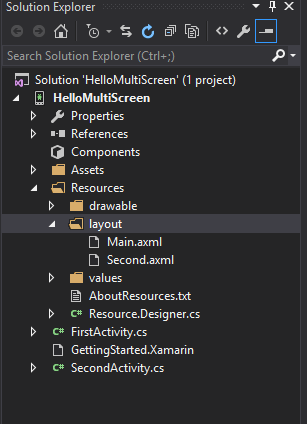 Solution Explorer
Search Solution Explorer (Ctrl+;)
Solution 'HelloMultiScreen' (1 project)
HelloMultiScreen
Properties
References
Components
Assets
Resources
drawable
layout
Main.axml
Second.axml
values
AboutResources.txt
C# Resource.Designer.cs
C# FirstActivity.cs
GettingStarted.Xamarin
C# SecondActivity.cs